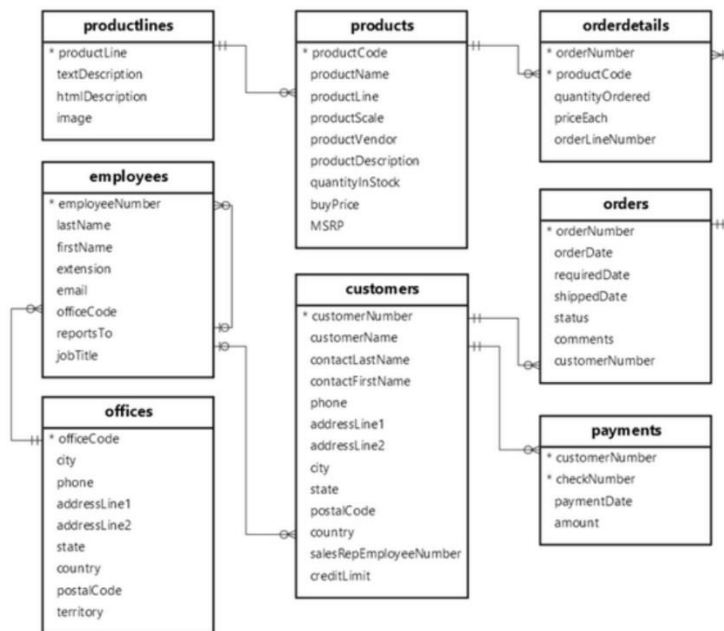 productlines
* productLine
textDescription
htmlDescription
image
products
* productCode
productName
productLine
productScale
productVendor
productDescription
quantityInStock
buyPrice
MSRP
orderdetails
* orderNumber
* productCode
quantityOrdered
priceEach
orderLineNumber
employees
* employeeNumber
lastName
firstName
extension
email
officeCode
reportsTo
jobTitle
customers
* customerNumber
customerName
contactLastName
contactFirstName
phone
addressLine1
addressLine2
city
state
postalCode
country
salesRepEmployeeNumber
creditLimit
orders
* orderNumber
orderDate
requiredDate
shippedDate
status
comments
customerNumber
offices
* officeCode
city
phone
addressLine1
addressLine2
state
country
postalCode
territory
payments
* customerNumber
* checkNumber
paymentDate
amount